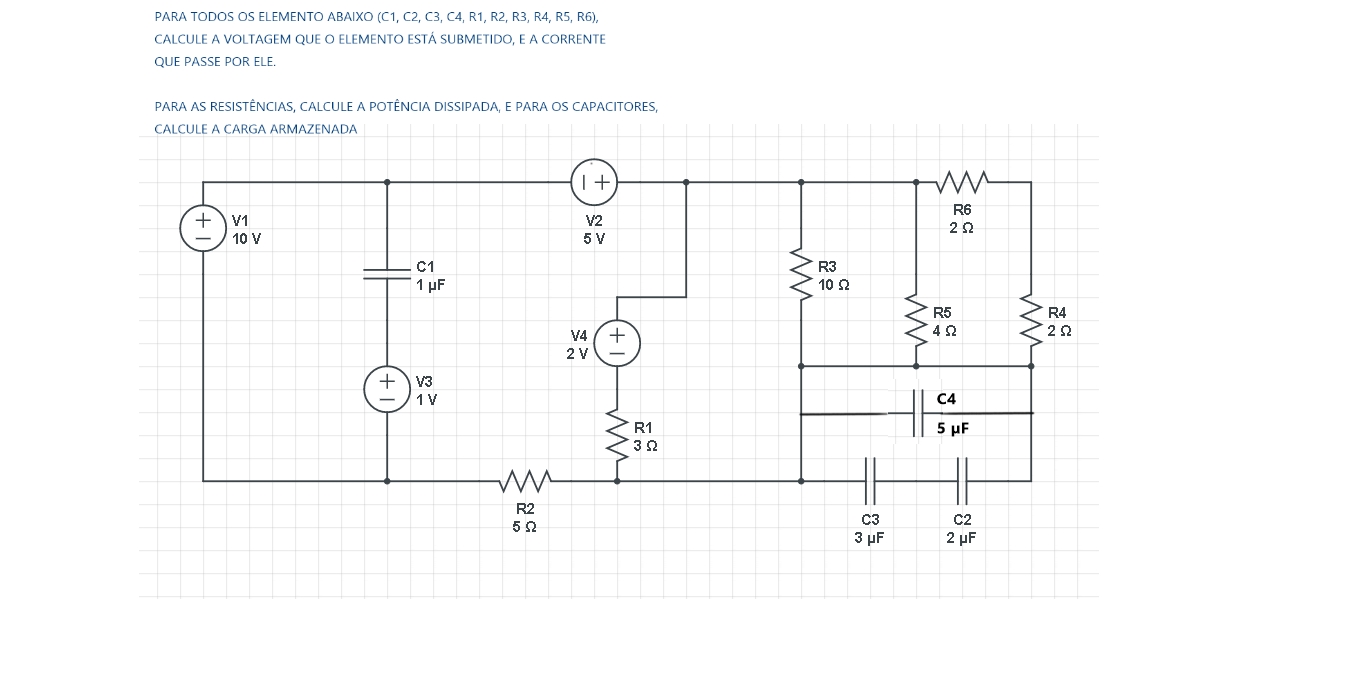 PARA TODOS OS ELEMENTO ABAIXO (C1, C2, C3, C4, R1, R2, R3, R4, R5, R6),
CALCULE A VOLTAGEM QUE O ELEMENTO ESTÁ SUBMETIDO, E A CORRENTE
QUE PASSE POR ELE.
PARA AS RESISTÊNCIAS, CALCULE A POTÊNCIA DISSIPADA, E PARA OS CAPACITORES,
CALCULE A CARGA ARMAZENADA
V1
10 V
C1
1 µF
V3
1 V
V2
5 V
V4
2 V
R1
3 Ω
R2
5 Ω
R3
10 Ω
R6
2 Ω
R5
4 Ω
R4
2 Ω
C4
5 µF
C3
3 µF
C2
2 µF